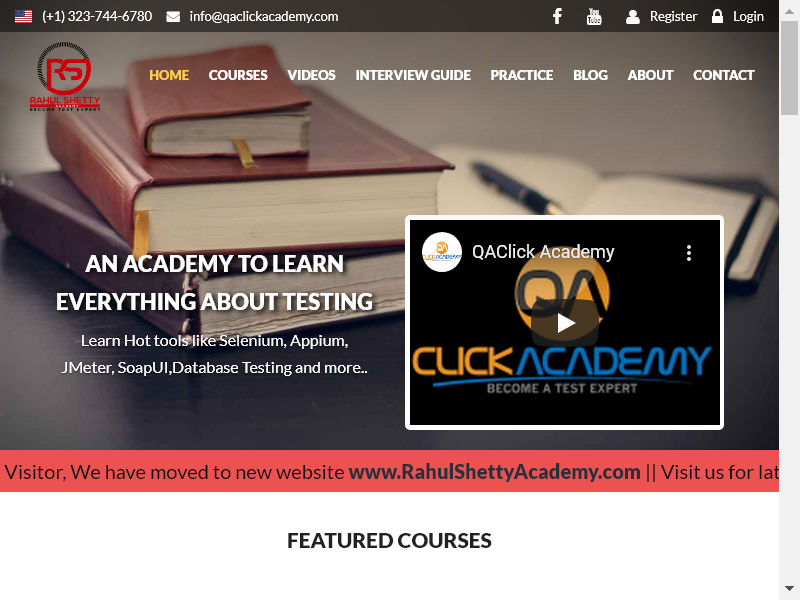 (+1) 323-744-6780 info@qaclickacademy.com Register Login
RS
RAHUL SHETTY
ACADEMY
BECOME TEST EXPERT
HOME COURSES VIDEOS INTERVIEW GUIDE PRACTICE BLOG ABOUT CONTACT
AN ACADEMY TO LEARN
EVERYTHING ABOUT TESTING
Learn Hot tools like Selenium, Appium,
JMeter, SoapUI,Database Testing and more..
QAClick Academy
QA
CLICKACADEMY
BECOME A TEST EXPERT
Visitor, We have moved to new website www.RahulShettyAcademy.com || Visit us for lat
FEATURED COURSES